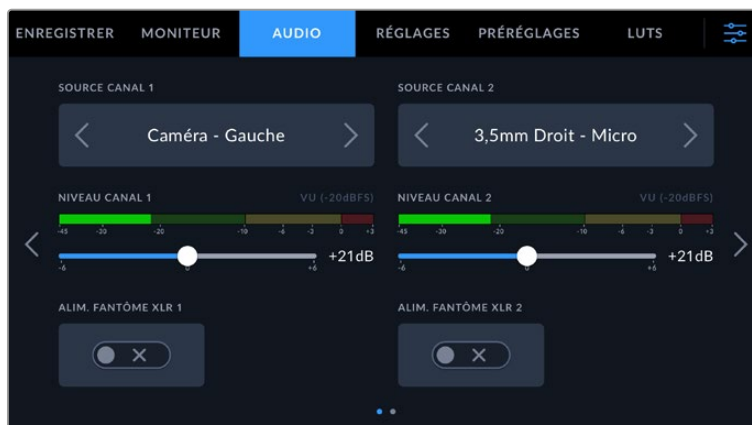 ENREGISTRER MONITEUR AUDIO RÉGLAGES PRÉRÉGLAGES LUTS
SOURCE CANAL 1 SOURCE CANAL 2
Caméra - Gauche 3,5mm Droit - Micro
NIVEAU CANAL 1 VU (-20dBFS) NIVEAU CANAL 2 VU (-20dBFS)
-45 -30 -20 -10 -6 -3 0 +3 -45 -30 -20 -10 -6 -3 0 +3
+21dB +21dB
-6 0 +6 -6 0 +6
ALIM. FANTÔME XLR 1 ALIM. FANTÔME XLR 2